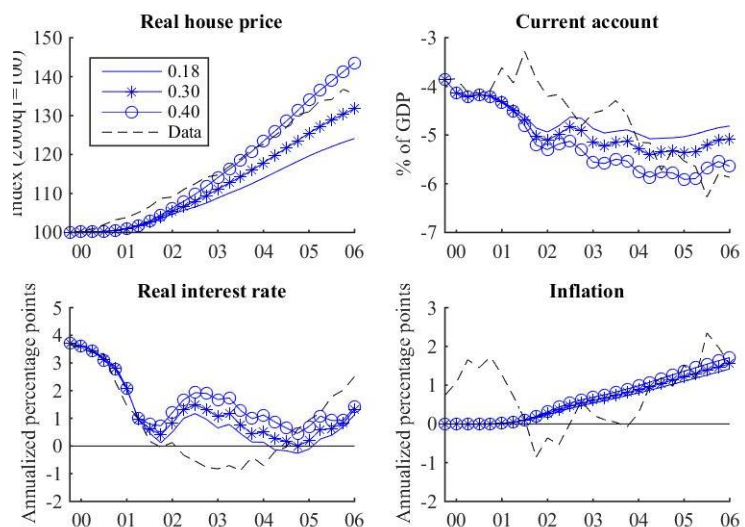 Real house price
Index (2000q1=100)
150
140
130
120
110
100
0.18
0.30
0.40
Data
00 01 02 03 04 05 06
Current account
% of GDP
-3
-4
-5
-6
-7
00 01 02 03 04 05 06
Real interest rate
Annualized percentage points
5
4
3
2
1
0
-1
-2
00 01 02 03 04 05 06
Inflation
Annualized percentage points
3
2
1
0
-1
-2
00 01 02 03 04 05 06